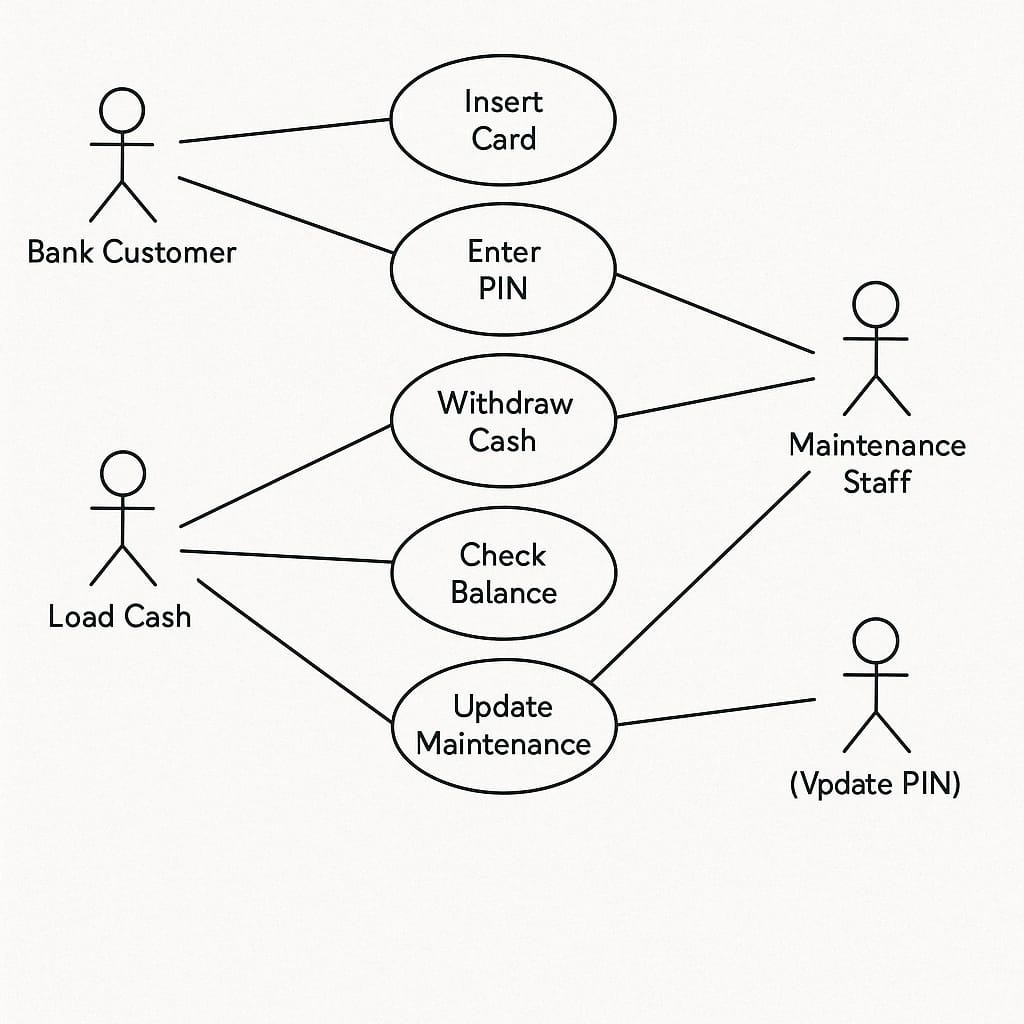 Insert
Card
Bank Customer
Enter
PIN
Withdraw
Cash
Maintenance
Staff
Load Cash
Check
Balance
Update
Maintenance
(Vpdate PIN)